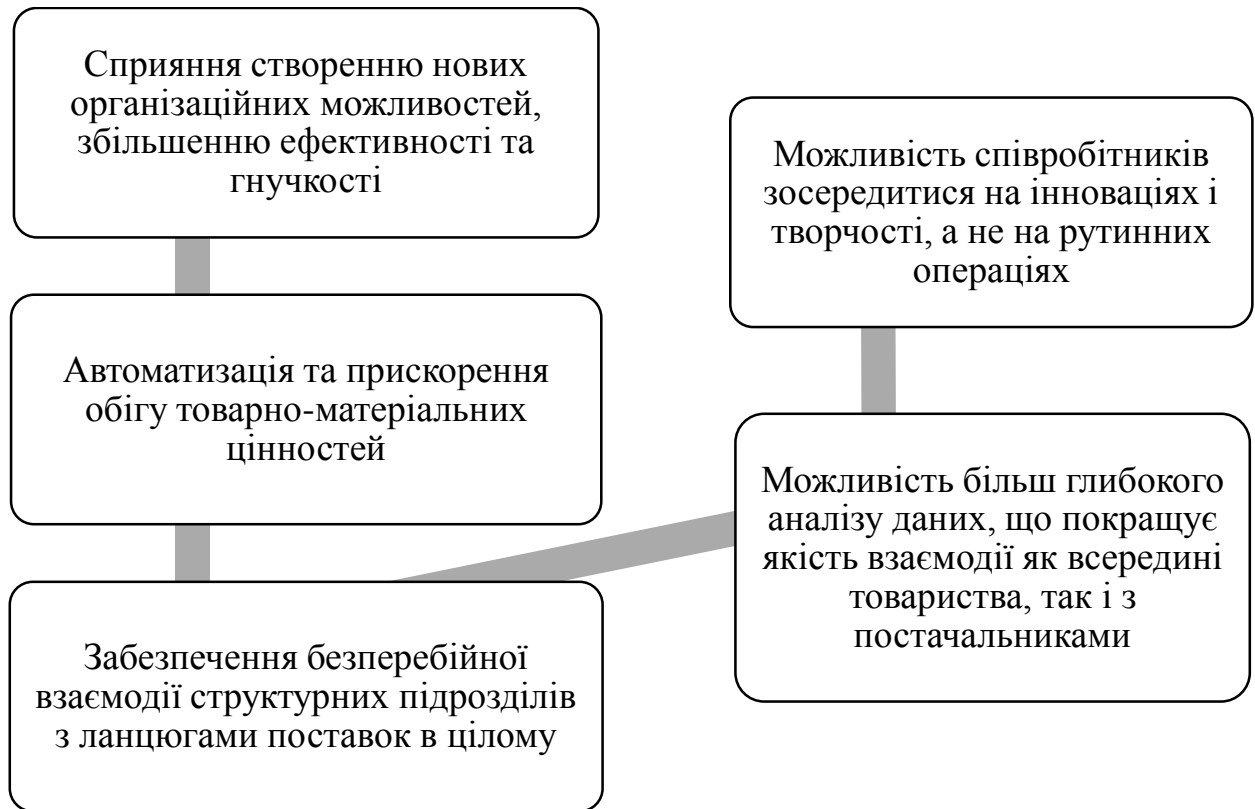 Сприяння створенню нових
організаційних можливостей,
збільшенню ефективності та
гнучкості
Автоматизація та прискорення
обігу товарно-матеріальних
цінностей
Забезпечення безперебійної
взаємодії структурних підрозділів
з ланцюгами поставок в цілому
Можливість більш глибокого
аналізу даних, що покращує
якість взаємодії як всередині
товариства, так і з
постачальниками
Можливість співробітників
зосередитися на інноваціях і
творчості, а не на рутинних
операціях